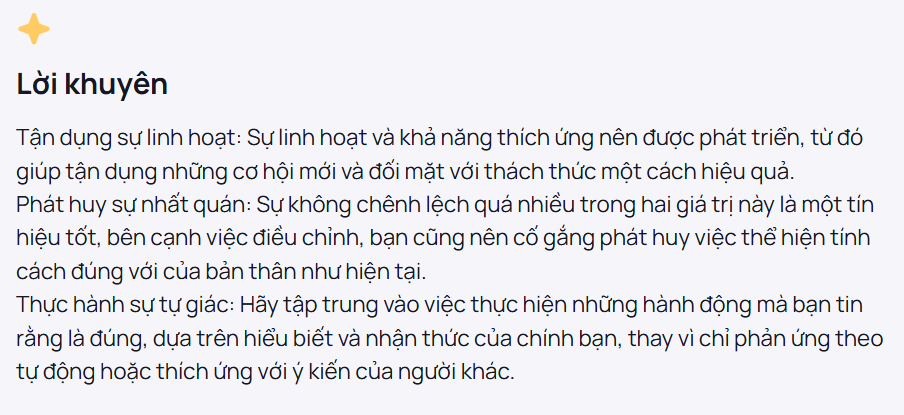 Lời khuyên
Tận dụng sự linh hoạt: Sự linh hoạt và khả năng thích ứng nên được phát triển, từ đó
giúp tận dụng những cơ hội mới và đối mặt với thách thức một cách hiệu quả.
Phát huy sự nhất quán: Sự không chênh lệch quá nhiều trong hai giá trị này là một tín
hiệu tốt, bên cạnh việc điều chỉnh, bạn cũng nên cố gắng phát huy việc thể hiện tính
cách đúng với của bản thân như hiện tại.
Thực hành sự tự giác: Hãy tập trung vào việc thực hiện những hành động mà bạn tin
rằng là đúng, dựa trên hiểu biết và nhận thức của chính bạn, thay vì chỉ phản ứng theo
tự động hoặc thích ứng với ý kiến của người khác.